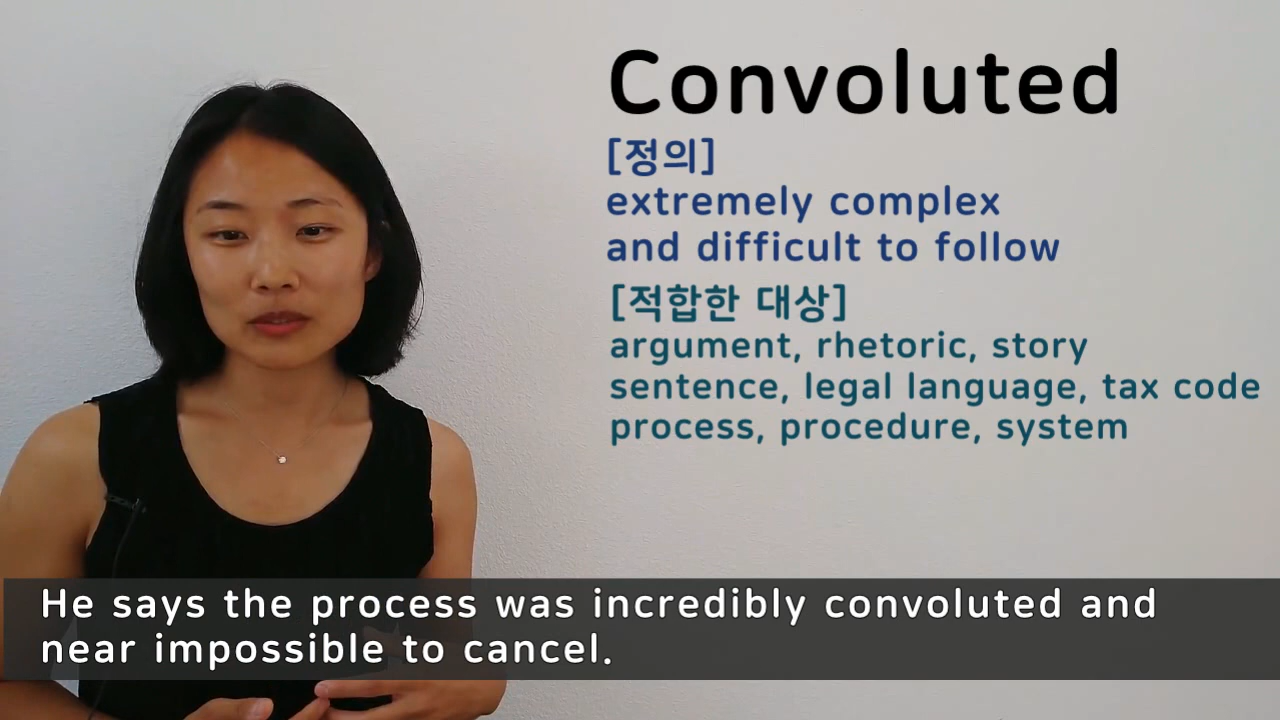 Convoluted
[정의]
extremely complex
and difficult to follow
[적합한 대상]
argument, rhetoric, story
sentence, legal language, tax code
process, procedure, system
He says the process was incredibly convoluted and
near impossible to cancel.